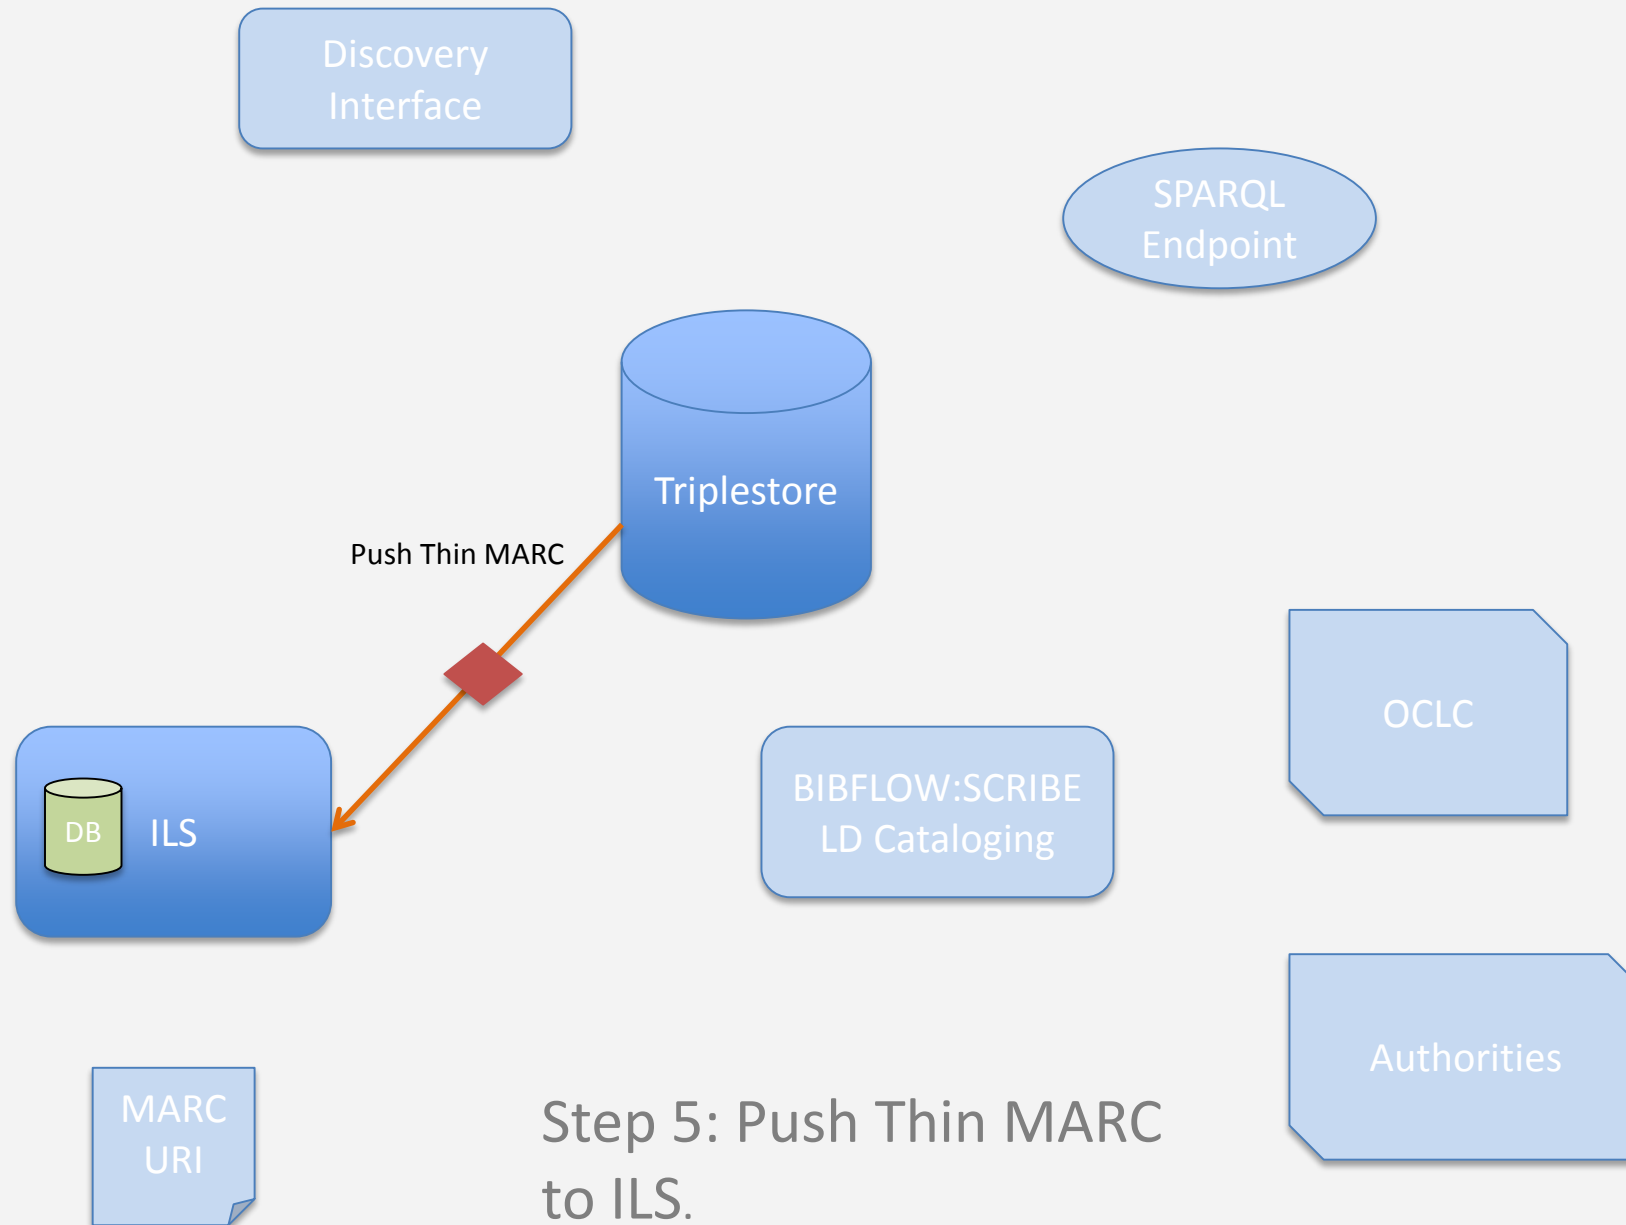 Discovery
Interface
SPARQL
Endpoint
Triplestore
Push Thin MARC
OCLC
BIBFLOW:SCRIBE
LD Cataloging
DB
ILS
Authorities
MARC
URI
Step 5: Push Thin MARC
to ILS.